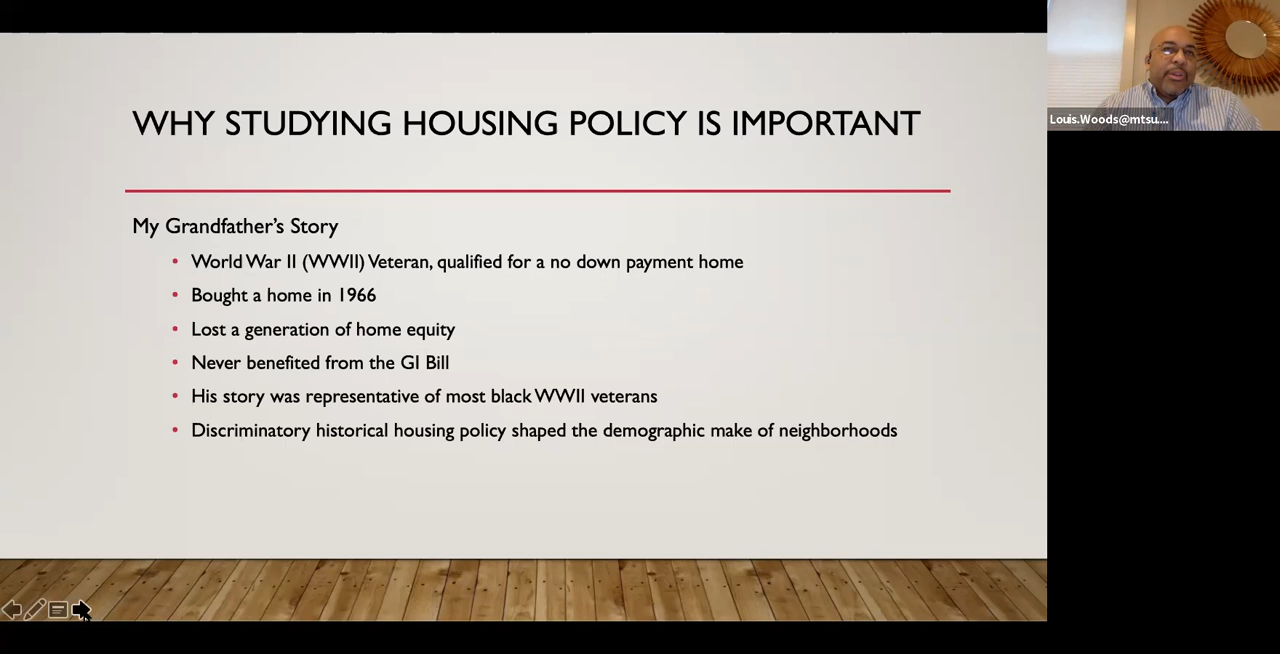 WHY STUDYING HOUSING POLICY IS IMPORTANT
My Grandfather's Story
• World War II (WWII) Veteran, qualified for a no down payment home
• Bought a home in 1966
• Lost a generation of home equity
• Never benefited from the GI Bill
• His story was representative of most black WWII veterans
• Discriminatory historical housing policy shaped the demographic make of neighborhoods
Louis.Woods@mtsu....